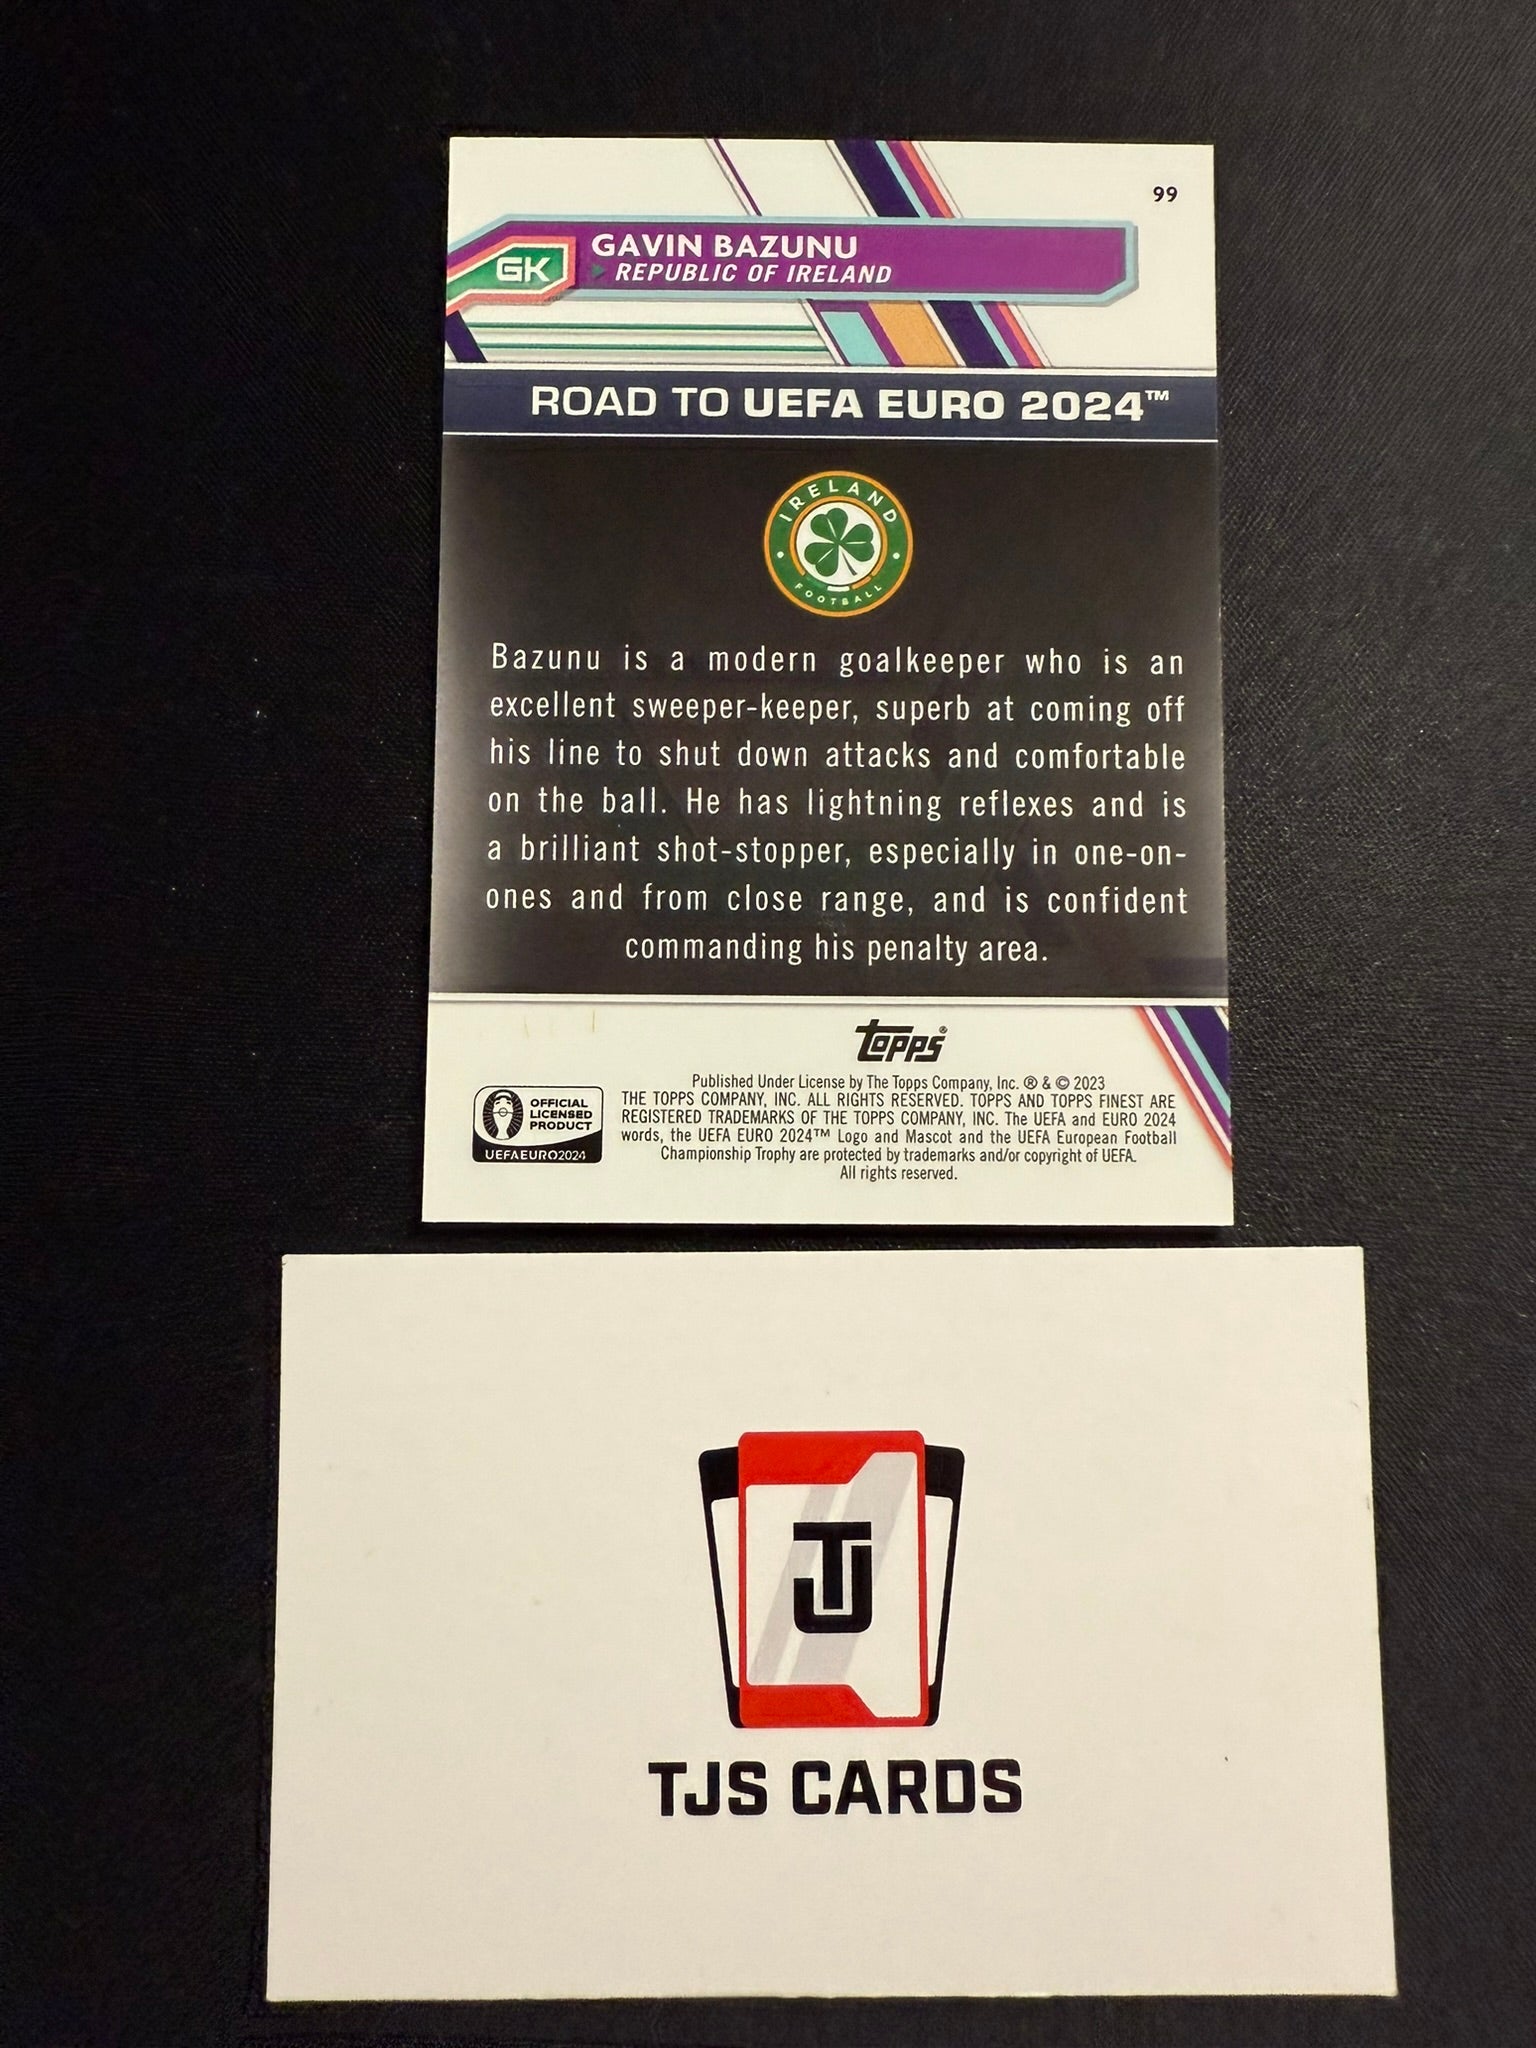 99
GAVIN BAZUNU
GK
REPUBLIC OF IRELAND
ROAD TO UEFA EURO 2024™
IRELAND
FOOTBALL
Bazunu is a modern goalkeeper who is an
excellent sweeper-keeper, superb at coming off
his line to shut down attacks and comfortable
on the ball. He has lightning reflexes and is
a brilliant shot-stopper, especially in one-on-
ones and from close range, and is confident
commanding his penalty area.
Topps®
Published Under License by The Topps Company, Inc. ® & © 2023
THE TOPPS COMPANY, INC. ALL RIGHTS RESERVED. TOPPS AND TOPPS FINEST ARE
REGISTERED TRADEMARKS OF THE TOPPS COMPANY, INC. The UEFA and EURO 2024
words, the UEFA EURO 2024™ Logo and Mascot and the UEFA European Football
Championship Trophy are protected by trademarks and/or copyright of UEFA.
All rights reserved.
OFFICIAL
LICENSED
PRODUCT
UEFAEURO2024
TJ
TJS CARDS